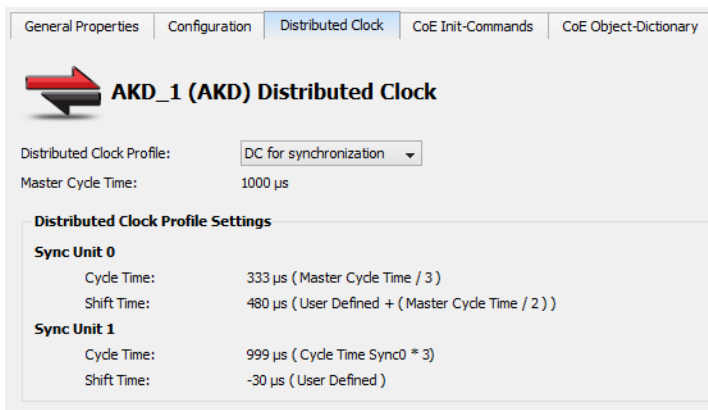 General Properties Configuration Distributed Clock CoE Init-Commands CoE Object-Dictionary
AKD_1 (AKD) Distributed Clock
Distributed Clock Profile: DC for synchronization
Master Cycle Time: 1000 µs
Distributed Clock Profile Settings
Sync Unit 0
Cycle Time: 333 µs ( Master Cycle Time / 3 )
Shift Time: 480 µs ( User Defined + ( Master Cycle Time / 2 ) )
Sync Unit 1
Cycle Time: 999 µs ( Cycle Time Sync0 * 3)
Shift Time: -30 µs ( User Defined )